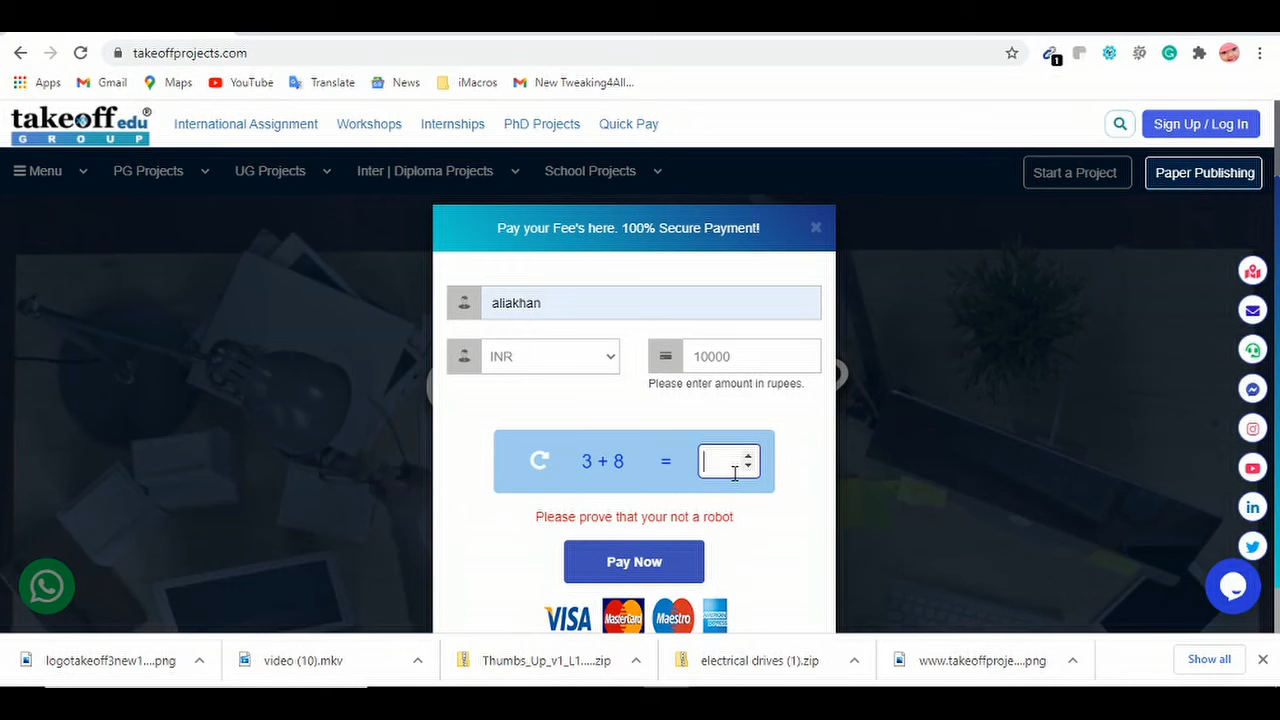 takeoffprojects.com
1
Apps Gmail Maps YouTube Translate News iMacros New Tweaking4All...
takeoff edu ®
GROUP
International Assignment Workshops Internships PhD Projects Quick Pay Sign Up / Log In
Menu PG Projects UG Projects Inter | Diploma Projects School Projects Start a Project Paper Publishing
Pay your Fee's here. 100% Secure Payment! ×
aliakhan
INR 10000
Please enter amount in rupees.
3 + 8 =
Please prove that your not a robot
Pay Now
VISA MasterCard Maestro AMERICAN EXPRESS
logotakeoff3new1....png video (10).mkv Thumbs_Up_v1_L1.....zip electrical drives (1).zip www.takeoffproje....png Show all